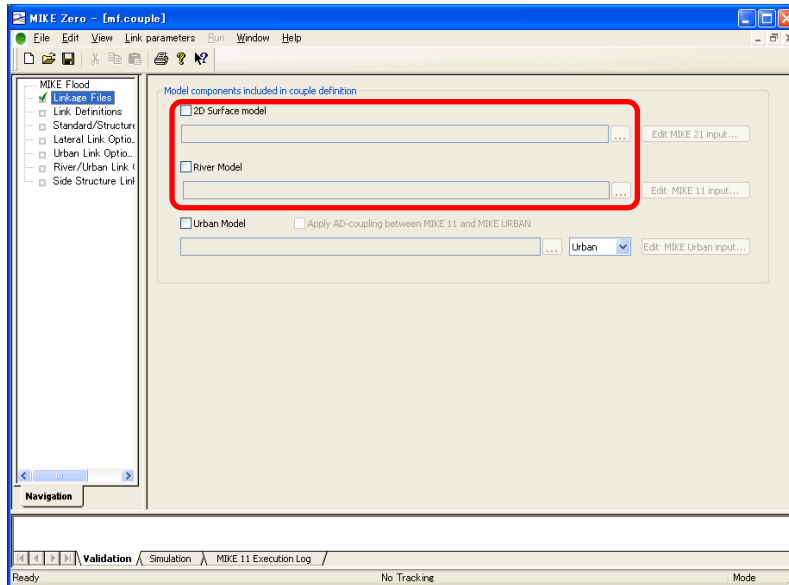 MIKE Zero - [mf.couple]
File Edit View Link parameters Run Window Help
MIKE Flood
Linkage Files
Link Definitions
Standard/Structure
Lateral Link Optio..
Urban Link Optio..
River/Urban Link (
Side Structure Link
Navigation
Model components included in couple definition
2D Surface model
... Edit MIKE 21 input...
River Model
... Edit MIKE 11 input...
Urban Model Apply AD-coupling between MIKE 11 and MIKE URBAN
... Urban Edit MIKE Urban input...
Validation Simulation MIKE 11 Execution Log
Ready No Tracking Mode